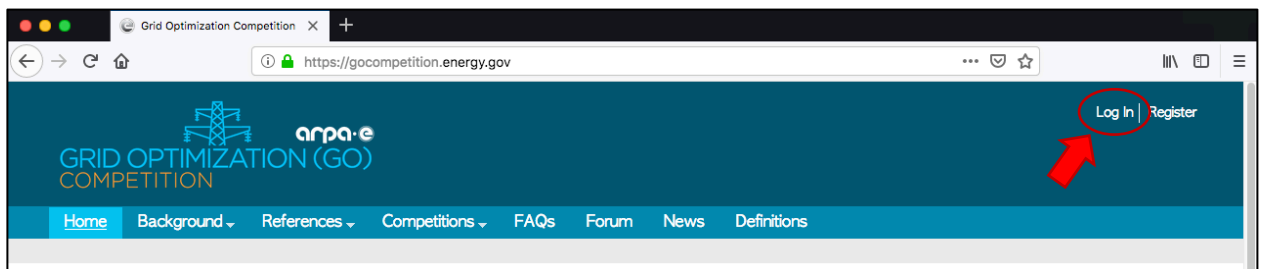 Grid Optimization Competition
https://gocompetition.energy.gov
Log In | Register
arpa·e
GRID OPTIMIZATION (GO)
COMPETITION
Home Background References Competitions FAQs Forum News Definitions